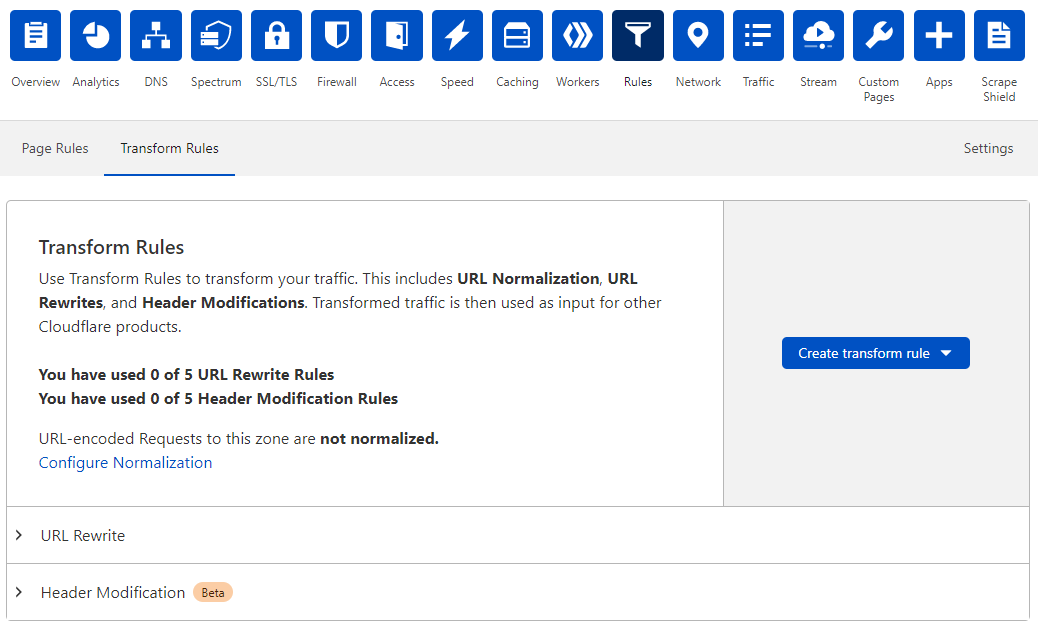 Overview Analytics DNS Spectrum SSL/TLS Firewall Access Speed Caching Workers Rules Network Traffic Stream Custom Pages Apps Scrape Shield
Page Rules Transform Rules Settings
Transform Rules
Use Transform Rules to transform your traffic. This includes URL Normalization, URL
Rewrites, and Header Modifications. Transformed traffic is then used as input for other
Cloudflare products.
You have used 0 of 5 URL Rewrite Rules
You have used 0 of 5 Header Modification Rules
URL-encoded Requests to this zone are not normalized.
Configure Normalization
Create transform rule
URL Rewrite
Header Modification Beta